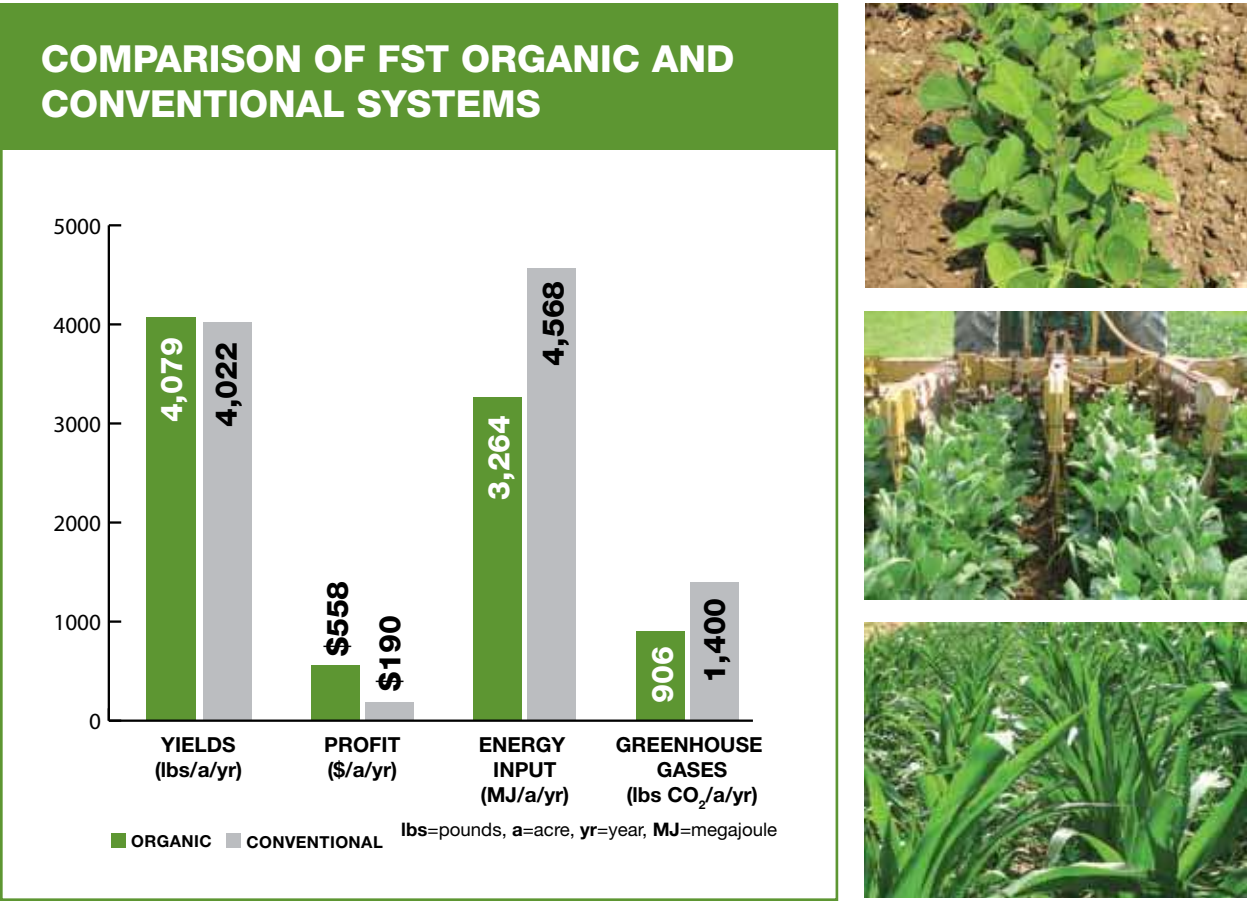 COMPARISON OF FST ORGANIC AND
CONVENTIONAL SYSTEMS
5000
4000
3000
2000
1000
0
4,079
4,022
$558
$190
3,264
4,568
906
1,400
YIELDS
(lbs/a/yr)
PROFIT
($/a/yr)
ENERGY
INPUT
(MJ/a/yr)
GREENHOUSE
GASES
(lbs CO₂/a/yr)
ORGANIC CONVENTIONAL
lbs=pounds, a=acre, yr=year, MJ=megajoule